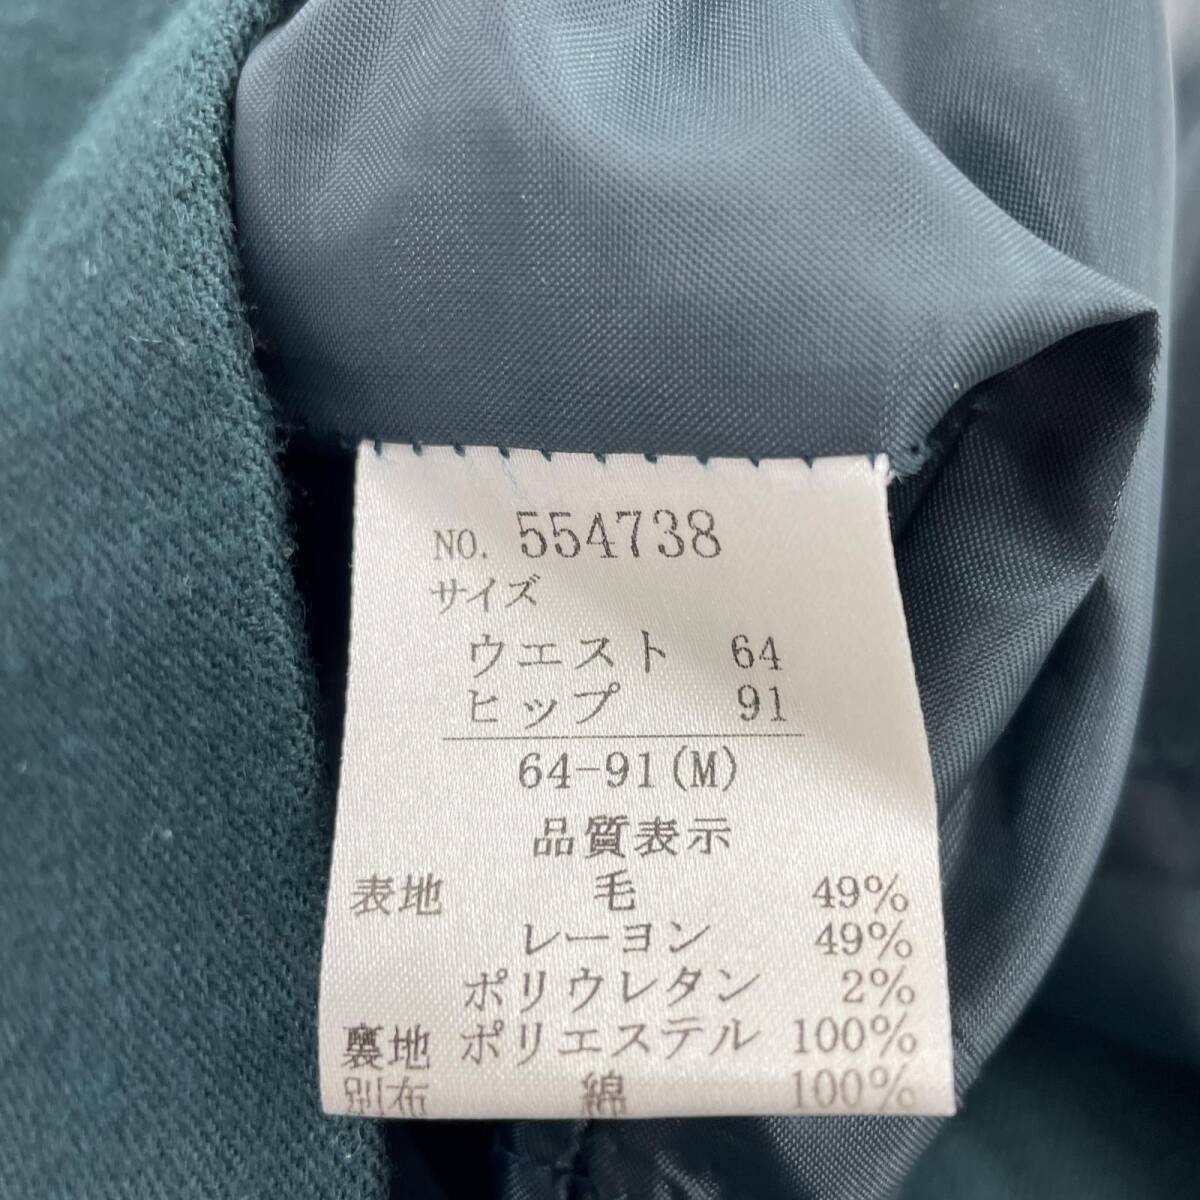 NO. 554738
サイズ
ウエスト 64
ヒップ 91
64-91(M)
品質表示
表地 毛 49%
レーヨン 49%
ポリウレタン 2%
裏地 ポリエステル 100%
別布 綿 100%